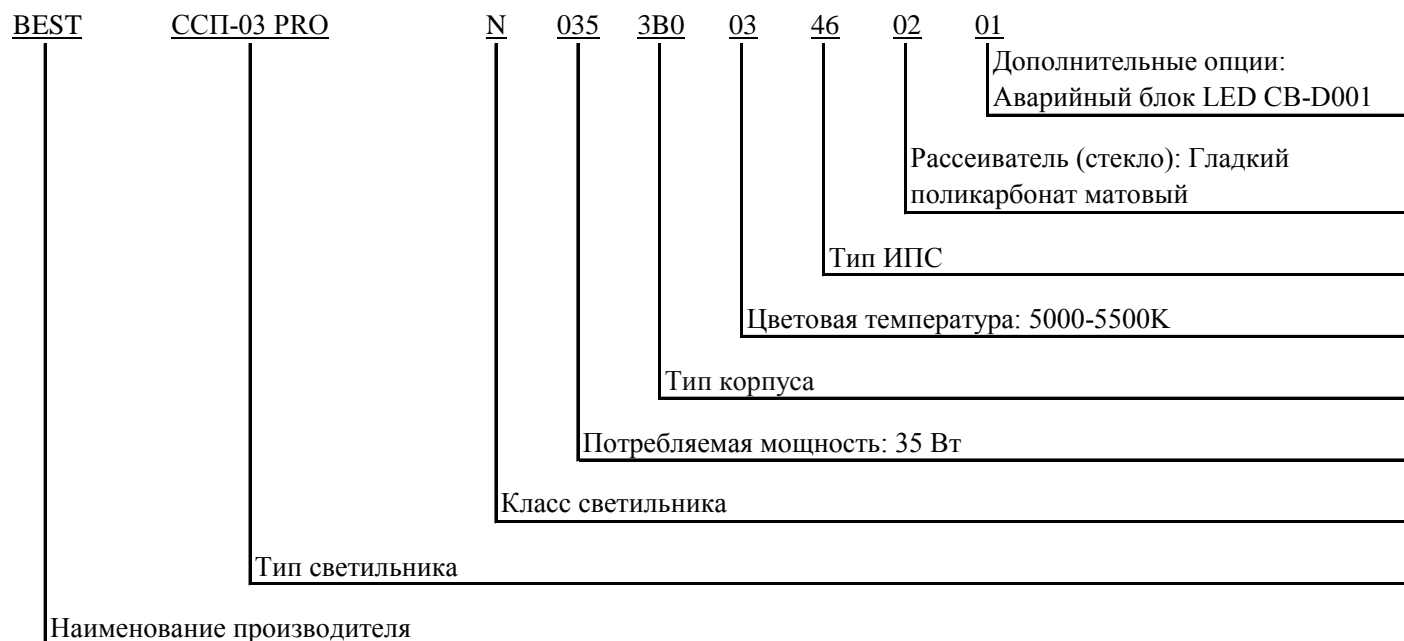 BEST ССП-03 PRO N 035 3В0 03 46 02 01
Дополнительные опции:
Аварийный блок LED CB-D001
Рассеиватель (стекло): Гладкий
поликарбонат матовый
Тип ИПС
Цветовая температура: 5000-5500К
Тип корпуса
Потребляемая мощность: 35 Вт
Класс светильника
Тип светильника
Наименование производителя